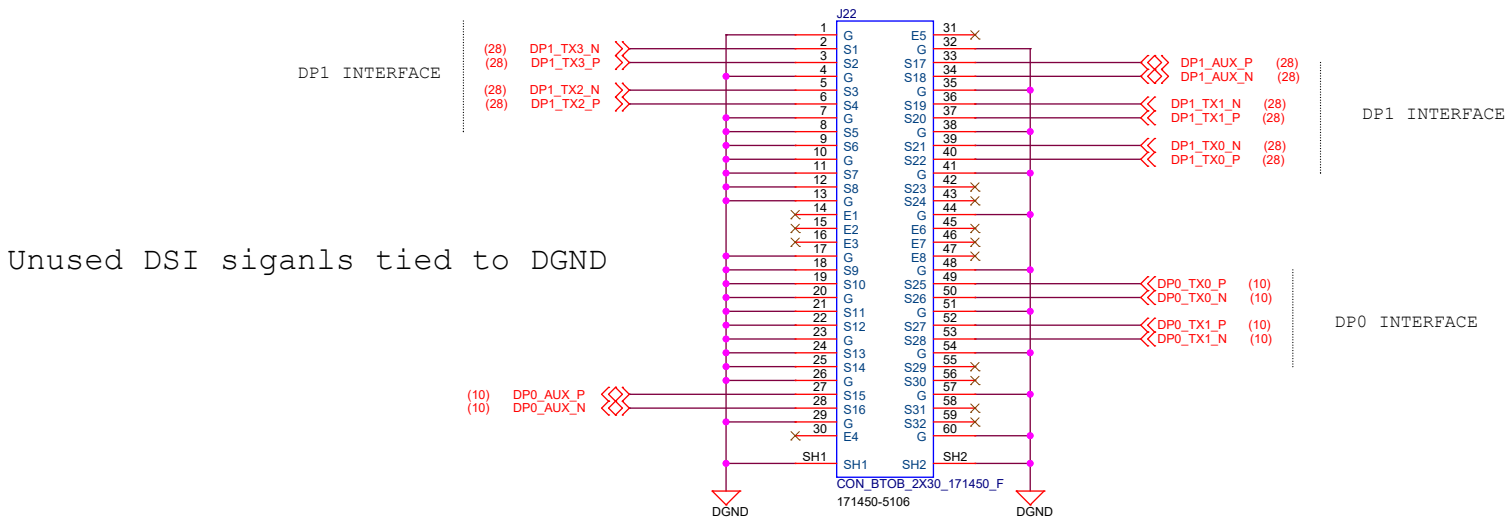 J22
1 G E5 31
(28) DP1_TX3_N 2 S1 G 32
(28) DP1_TX3_P 3 S2 S17 33 DP1_AUX_P (28)
4 G S18 34 DP1_AUX_N (28)
DP1 INTERFACE
(28) DP1_TX2_N 5 S3 G 35
(28) DP1_TX2_P 6 S4 S19 36 DP1_TX1_N (28)
7 G S20 37 DP1_TX1_P (28)
DP1 INTERFACE
8 S5 G 38
9 S6 S21 39 DP1_TX0_N (28)
10 G S22 40 DP1_TX0_P (28)
11 S7 G 41
12 S8 S23 42
13 G S24 43
14 E1 G 44
15 E2 E6 45
16 E3 E7 46
17 G E8 47
Unused DSI siganls tied to DGND
18 S9 G 48
19 S10 S25 49 DP0_TX0_P (10)
20 G S26 50 DP0_TX0_N (10)
21 S11 G 51
22 S12 S27 52 DP0_TX1_P (10)
DP0 INTERFACE
23 G S28 53 DP0_TX1_N (10)
24 S13 G 54
25 S14 S29 55
26 G S30 56
(10) DP0_AUX_P 27 S15 G 57
(10) DP0_AUX_N 28 S16 S31 58
29 G S32 59
30 E4 G 60
SH1 SH1 SH2 SH2
CON_BTOB_2X30_171450_F
171450-5106
DGND DGND